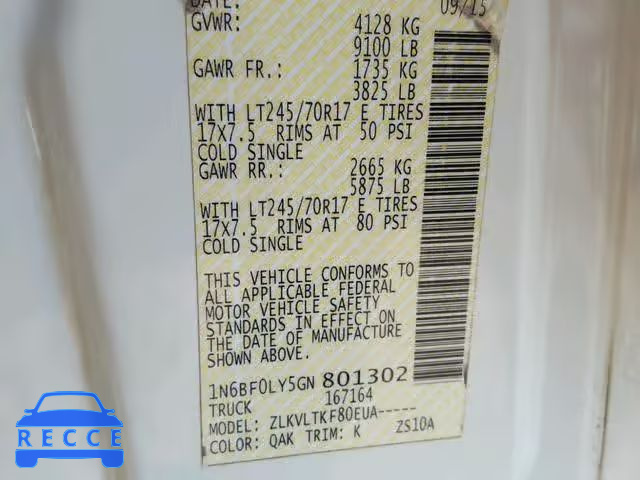 DATE: 09/15
GVWR: 4128 KG
9100 LB
GAWR FR.: 1735 KG
3825 LB
WITH LT245/70R17 E TIRES
17X7.5 RIMS AT 50 PSI
COLD SINGLE
GAWR RR.: 2665 KG
5875 LB
WITH LT245/70R17 E TIRES
17X7.5 RIMS AT 80 PSI
COLD SINGLE
THIS VEHICLE CONFORMS TO
ALL APPLICABLE FEDERAL
MOTOR VEHICLE SAFETY
STANDARDS IN EFFECT ON
THE DATE OF MANUFACTURE
SHOWN ABOVE.
1N6BF0LY5GN 801302
TRUCK 167164
MODEL: ZLKVLTKF80EUA-----
COLOR: QAK TRIM: K ZS10A
RECCE